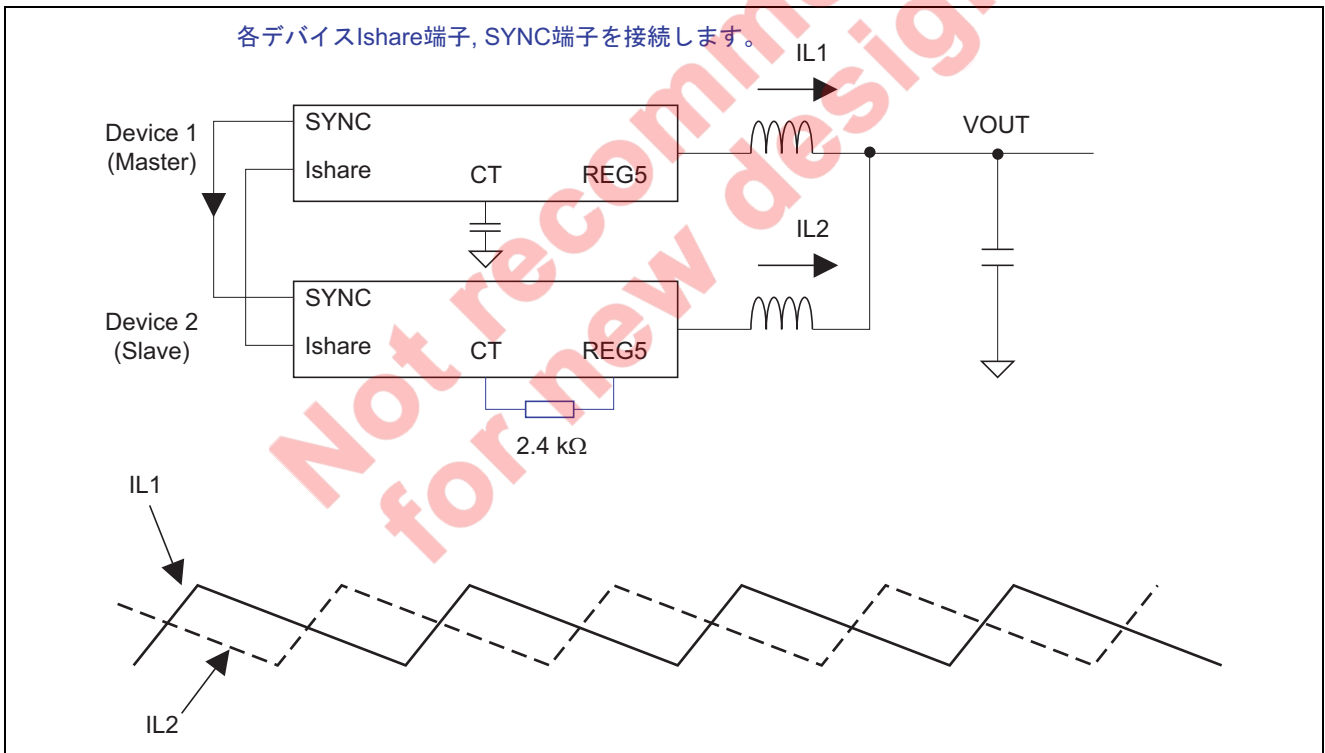 各デバイスIshare端子, SYNC端子を接続します。
IL1
Device 1
(Master)
SYNC
Ishare
CT
REG5
VOUT
IL2
Device 2
(Slave)
SYNC
Ishare
CT
REG5
2.4 kΩ
IL1
IL2
Not
for new